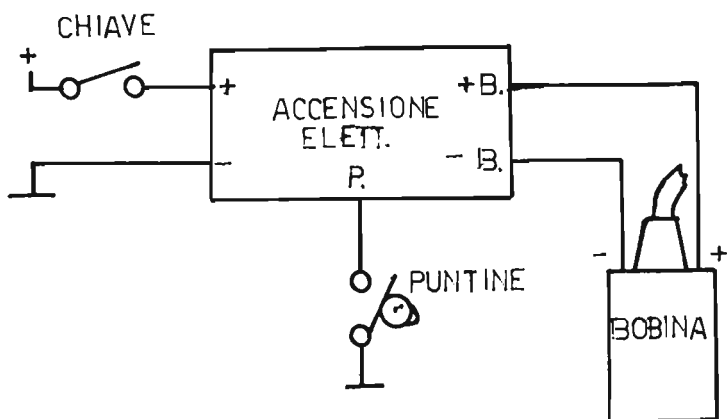 CHIAVE
+
+
+ B.
ACCENSIONE
ELETT.
-
- B.
P.
PUNTINE
- +
BOBINA